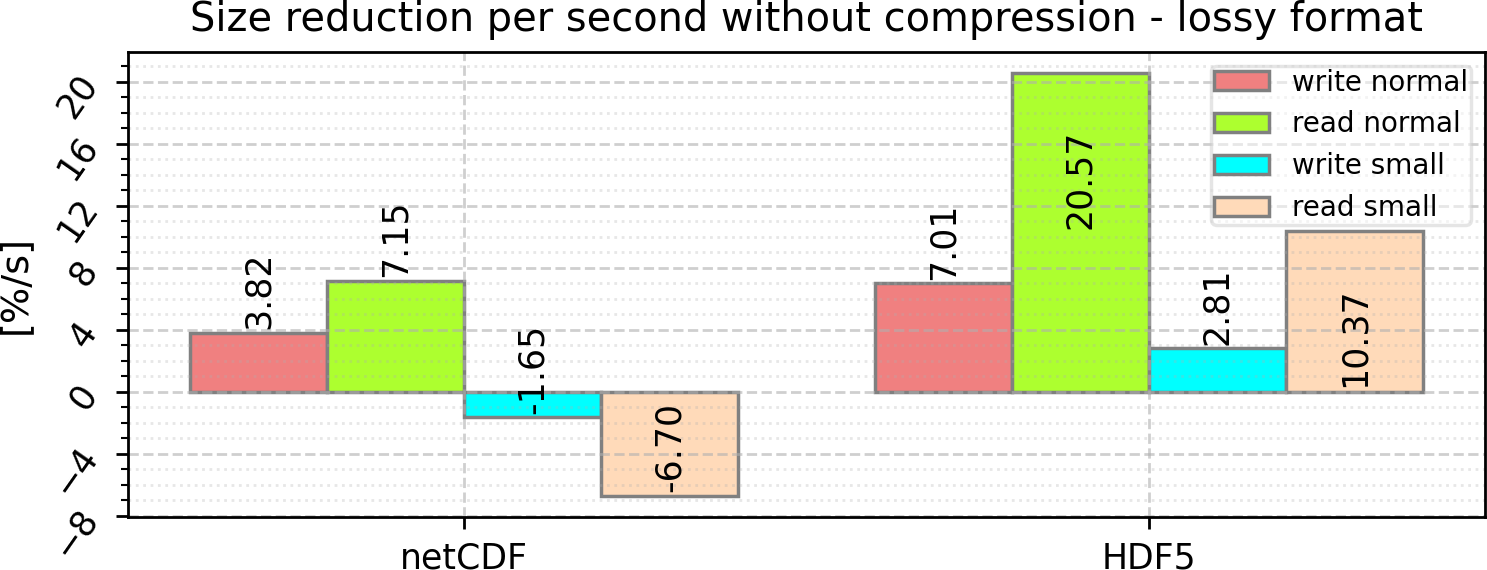 Size reduction per second without compression - lossy format
[%/s]
20
16
12
8
4
0
−4
−8
3.82
7.15
-1.65
-6.70
7.01
20.57
2.81
10.37
write normal
read normal
write small
read small
netCDF
HDF5